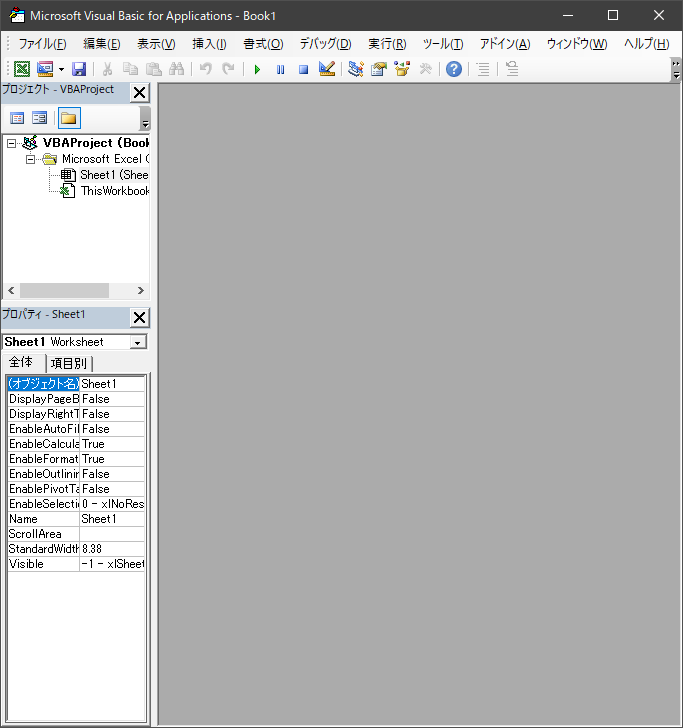 Microsoft Visual Basic for Applications - Book1
ファイル(F) 編集(E) 表示(V) 挿入(I) 書式(O) デバッグ(D) 実行(R) ツール(T) アドイン(A) ウィンドウ(W) ヘルプ(H)
プロジェクト - VBAProject
VBAProject (Book
Microsoft Excel O
Sheet1 (Shee
ThisWorkbook
プロパティ - Sheet1
Sheet1 Worksheet
全体 項目別
(オブジェクト名) Sheet1
DisplayPageB False
DisplayRightT False
EnableAutoFil False
EnableCalcula True
EnableFormat True
EnableOutlinin False
EnablePivotTa False
EnableSelectio 0 - xlNoRes
Name Sheet1
ScrollArea
StandardWidth 8.38
Visible -1 - xlSheet